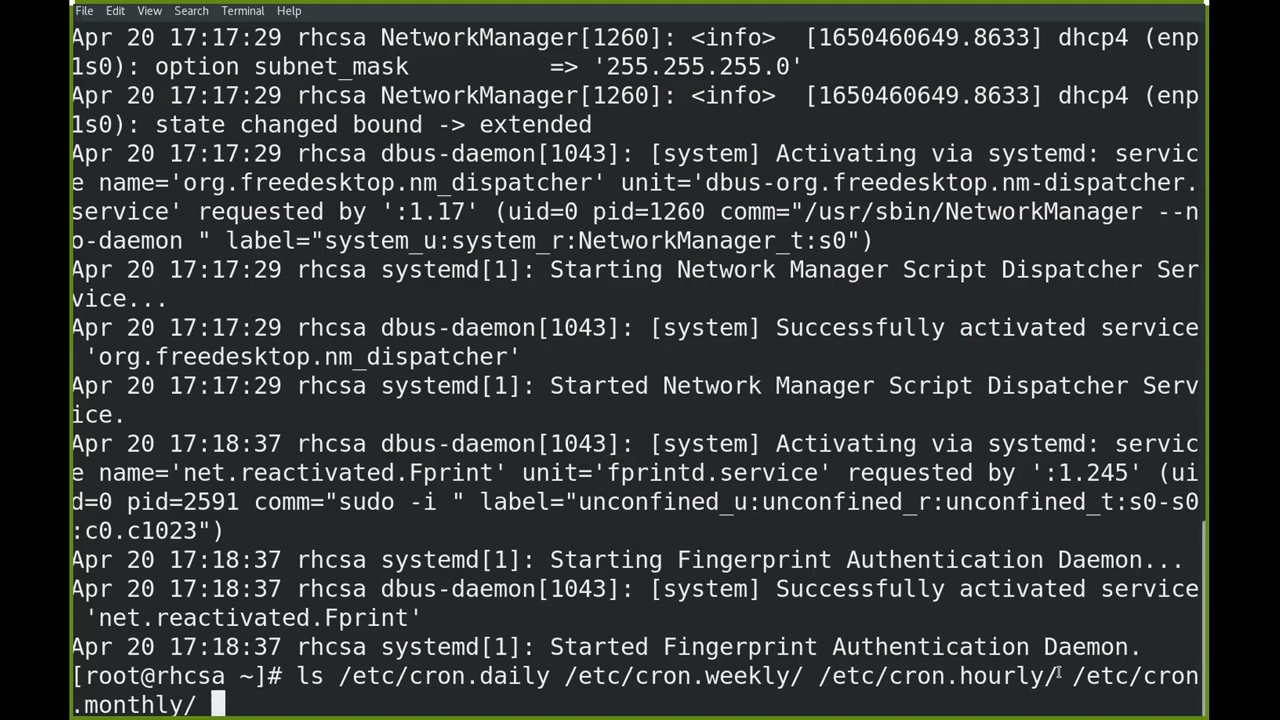 File Edit View Search Terminal Help
Apr 20 17:17:29 rhcsa NetworkManager[1260]: <info>  [1650460649.8633] dhcp4 (enp
1s0): option subnet_mask          => '255.255.255.0'
Apr 20 17:17:29 rhcsa NetworkManager[1260]: <info>  [1650460649.8633] dhcp4 (enp
1s0): state changed bound -> extended
Apr 20 17:17:29 rhcsa dbus-daemon[1043]: [system] Activating via systemd: servic
e name='org.freedesktop.nm_dispatcher' unit='dbus-org.freedesktop.nm-dispatcher.
service' requested by ':1.17' (uid=0 pid=1260 comm="/usr/sbin/NetworkManager --n
o-daemon " label="system_u:system_r:NetworkManager_t:s0")
Apr 20 17:17:29 rhcsa systemd[1]: Starting Network Manager Script Dispatcher Ser
vice...
Apr 20 17:17:29 rhcsa dbus-daemon[1043]: [system] Successfully activated service
 'org.freedesktop.nm_dispatcher'
Apr 20 17:17:29 rhcsa systemd[1]: Started Network Manager Script Dispatcher Serv
ice.
Apr 20 17:18:37 rhcsa dbus-daemon[1043]: [system] Activating via systemd: servic
e name='net.reactivated.Fprint' unit='fprintd.service' requested by ':1.245' (ui
d=0 pid=2591 comm="sudo -i " label="unconfined_u:unconfined_r:unconfined_t:s0-s0
:c0.c1023")
Apr 20 17:18:37 rhcsa systemd[1]: Starting Fingerprint Authentication Daemon...
Apr 20 17:18:37 rhcsa dbus-daemon[1043]: [system] Successfully activated service
 'net.reactivated.Fprint'
Apr 20 17:18:37 rhcsa systemd[1]: Started Fingerprint Authentication Daemon.
[root@rhcsa ~]# ls /etc/cron.daily /etc/cron.weekly/ /etc/cron.hourly/ /etc/cron
.monthly/